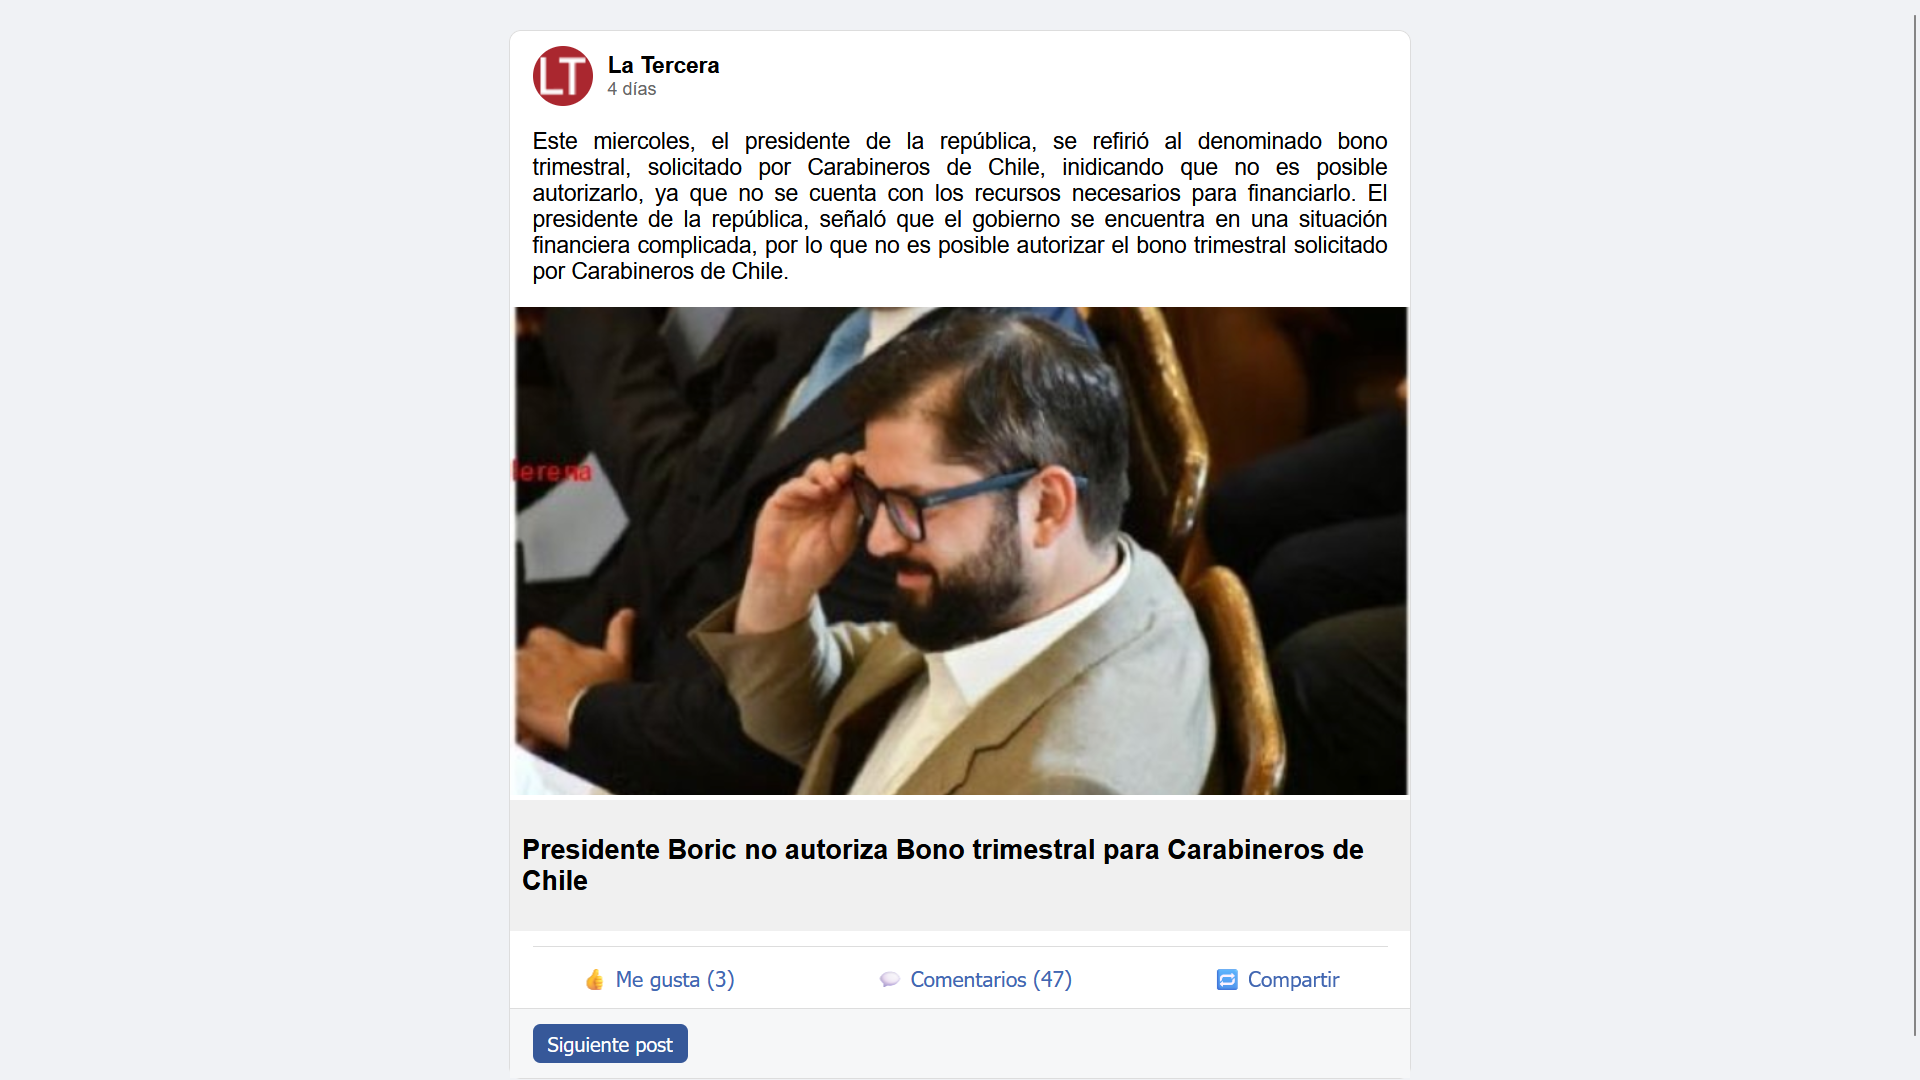 LT
La Tercera
4 días
Este miercoles, el presidente de la república, se refirió al denominado bono
trimestral, solicitado por Carabineros de Chile, inidicando que no es posible
autorizarlo, ya que no se cuenta con los recursos necesarios para financiarlo. El
presidente de la república, señaló que el gobierno se encuentra en una situación
financiera complicada, por lo que no es posible autorizar el bono trimestral solicitado
por Carabineros de Chile.
lerena
Presidente Boric no autoriza Bono trimestral para Carabineros de
Chile
Me gusta (3)
Comentarios (47)
Compartir
Siguiente post